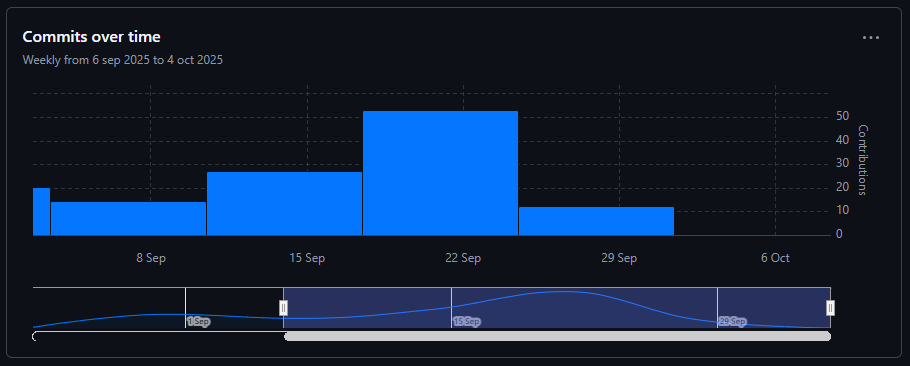 Commits over time
Weekly from 6 sep 2025 to 4 oct 2025
50
40
30
20
10
0
Contributions
8 Sep
15 Sep
22 Sep
29 Sep
6 Oct
1 Sep
15 Sep
29 Sep